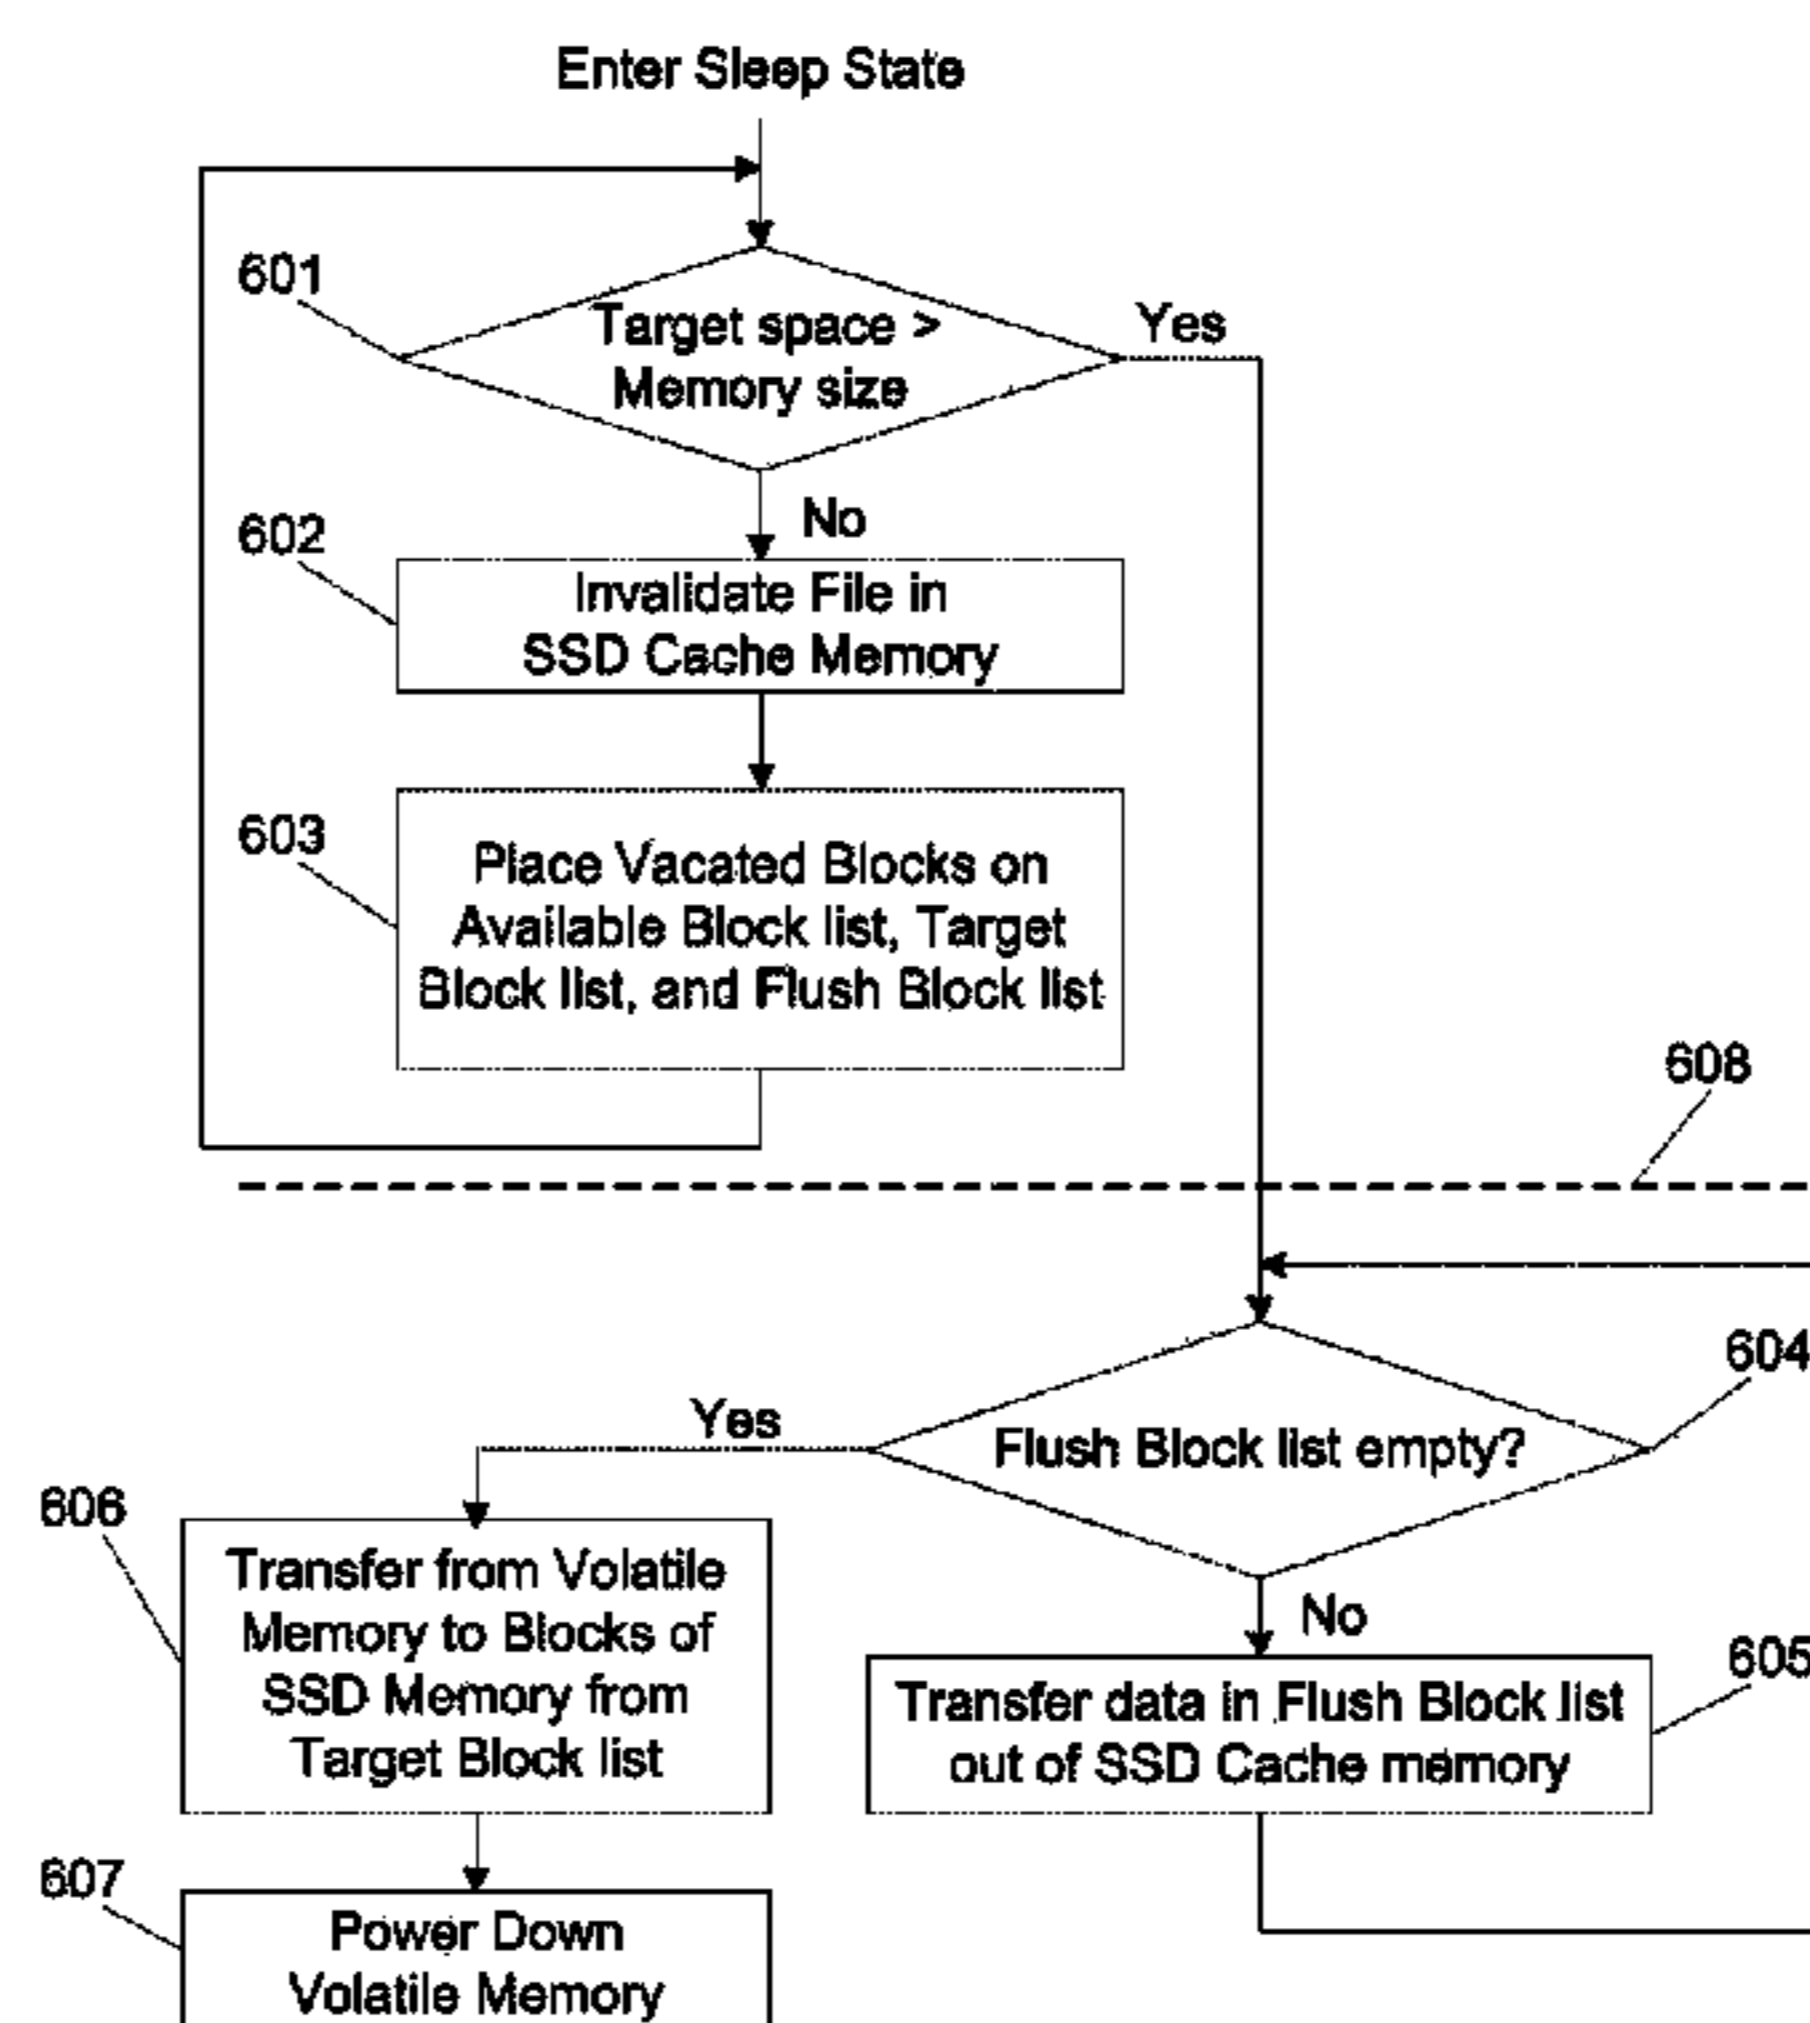 Enter Sleep State
601
Target space >
Memory size
Yes
No
602
Invalidate File in
SSD Cache Memory
603
Place Vacated Blocks on
Available Block list, Target
Block list, and Flush Block list
608
604
Flush Block list empty?
Yes
No
606
Transfer from Volatile
Memory to Blocks of
SSD Memory from
Target Block list
605
Transfer data in Flush Block list
out of SSD Cache memory
607
Power Down
Volatile Memory